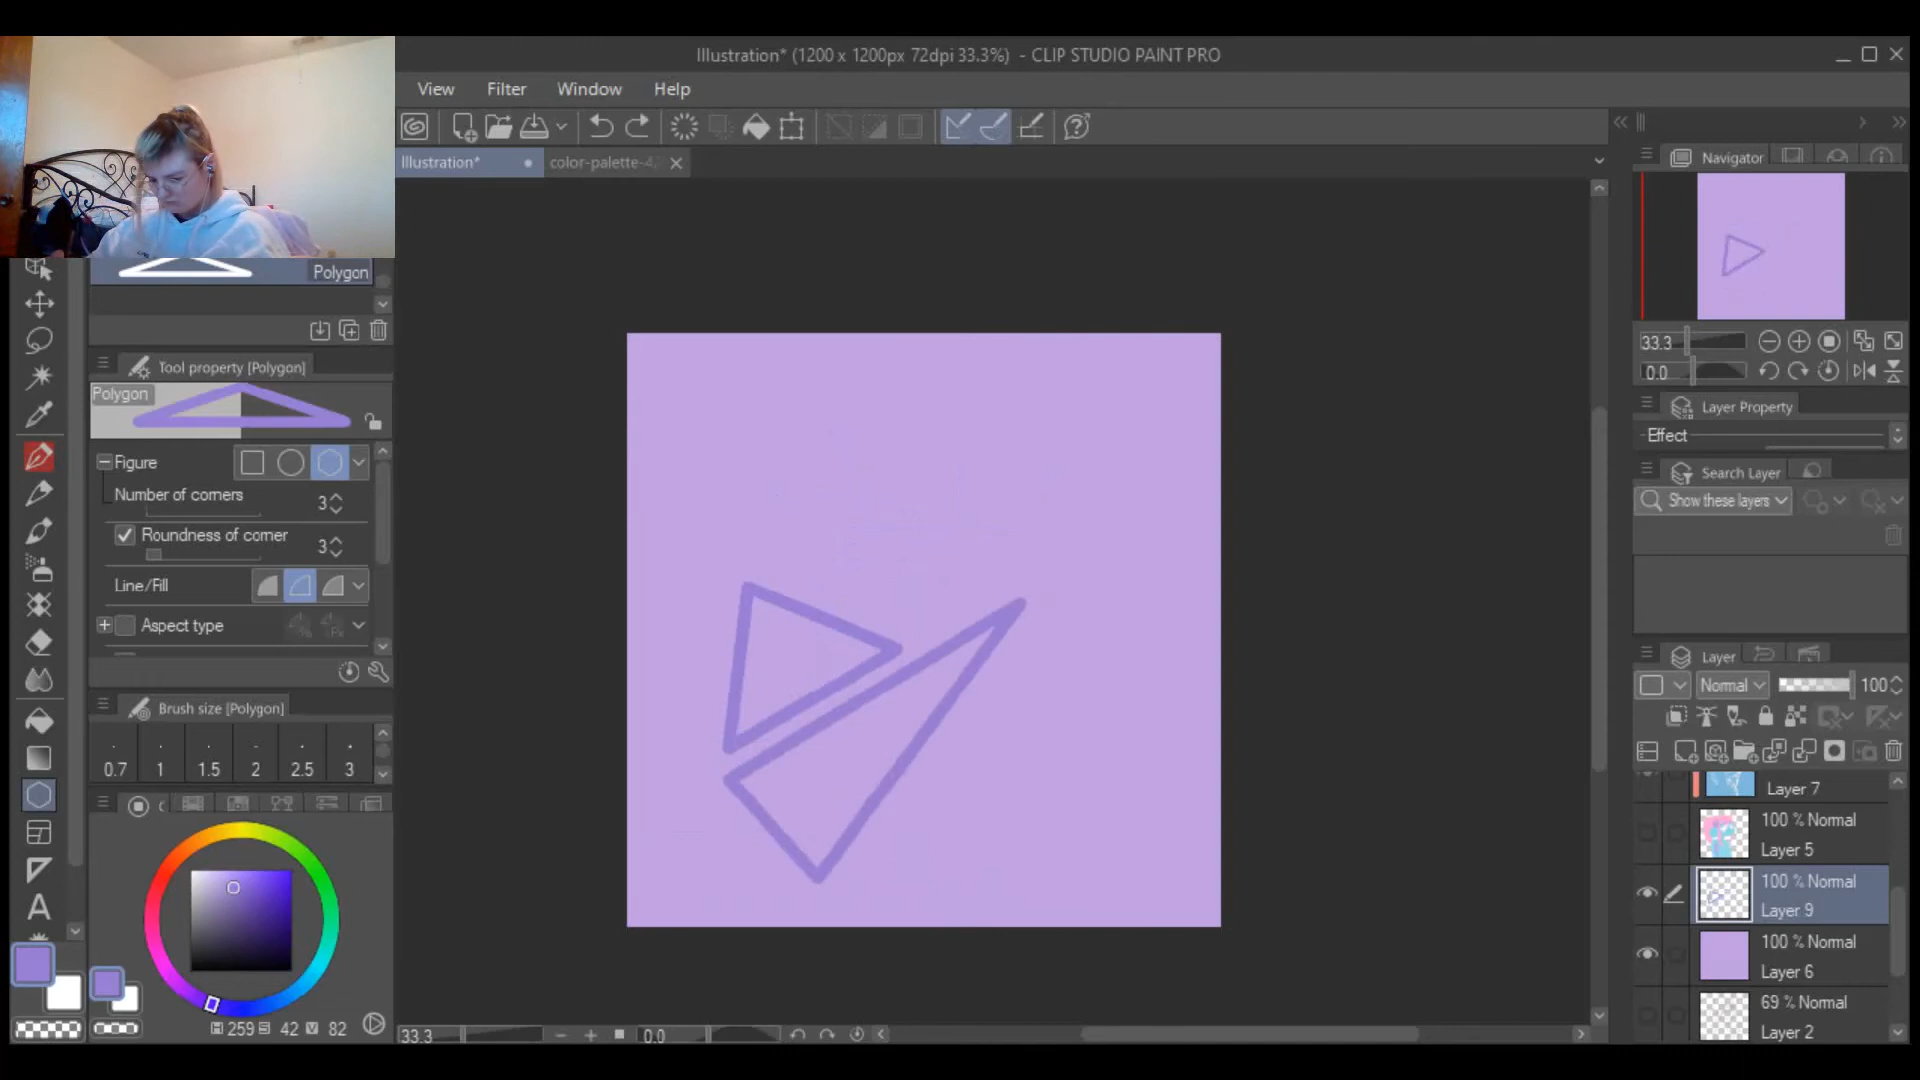 Illustration* (1200 x 1200px 72dpi 33.3%) - CLIP STUDIO PAINT PRO
View Filter Window Help
Illustration* color-palette-4
Navigator
Polygon
33.3
0.0
Tool property [Polygon]
Polygon
Layer Property
Effect
Figure
Search Layer
Number of corners 3
Show these layers
Roundness of corner 3
Line/Fill
Aspect type
Layer
Normal 100
Brush size [Polygon]
0.7 1 1.5 2 2.5 3
Layer 7
100 % Normal
Layer 5
100 % Normal
Layer 9
100 % Normal
Layer 6
69 % Normal
Layer 2
A
H 259 S 42 V 82
33.3 0.0